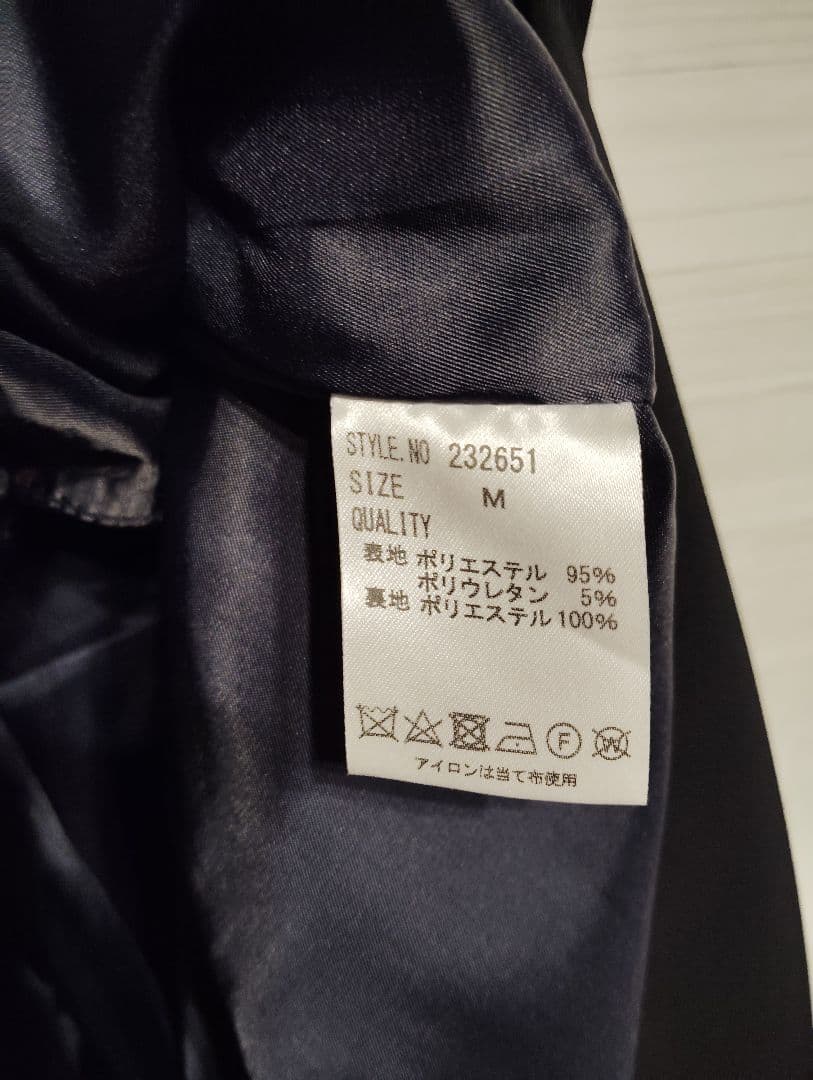 STYLE.NO 232651
SIZE M
QUALITY
表地 ポリエステル 95%
ポリウレタン 5%
裏地 ポリエステル 100%
F W
アイロンは当て布使用